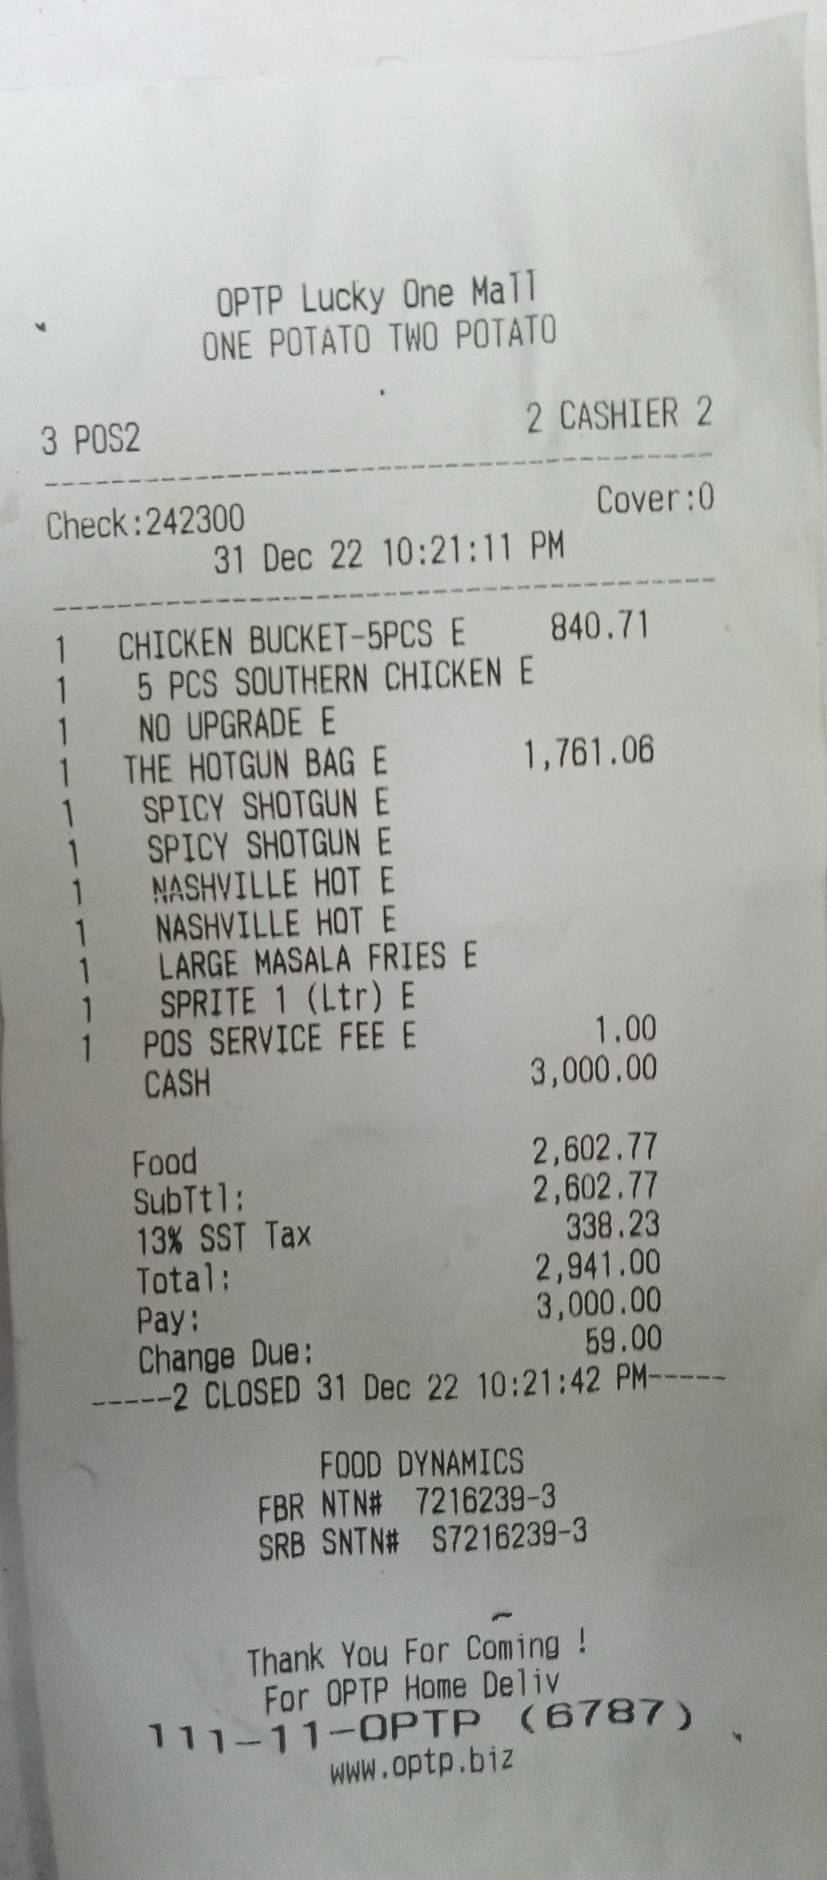 OPTP Lucky One Mall
ONE POTATO TWO POTATO
3 POS2 2 CASHIER 2
Check:242300 Cover:0
31 Dec 22 10:21:11 PM
1 CHICKEN BUCKET-5PCS E 840.71
1 5 PCS SOUTHERN CHICKEN E
1 NO UPGRADE E
1 THE HOTGUN BAG E 1,761.06
1 SPICY SHOTGUN E
1 SPICY SHOTGUN E
1 NASHVILLE HOT E
1 NASHVILLE HOT E
1 LARGE MASALA FRIES E
1 SPRITE 1 (Ltr) E
1 POS SERVICE FEE E 1.00
CASH 3,000.00
Food 2,602.77
SubTtl: 2,602.77
13% SST Tax 338.23
Total: 2,941.00
Pay: 3,000.00
Change Due: 59.00
-----2 CLOSED 31 Dec 22 10:21:42 PM-----
FOOD DYNAMICS
FBR NTN# 7216239-3
SRB SNTN# S7216239-3
Thank You For Coming !
For OPTP Home Deliv
111-11-OPTP (6787)
www.optp.biz